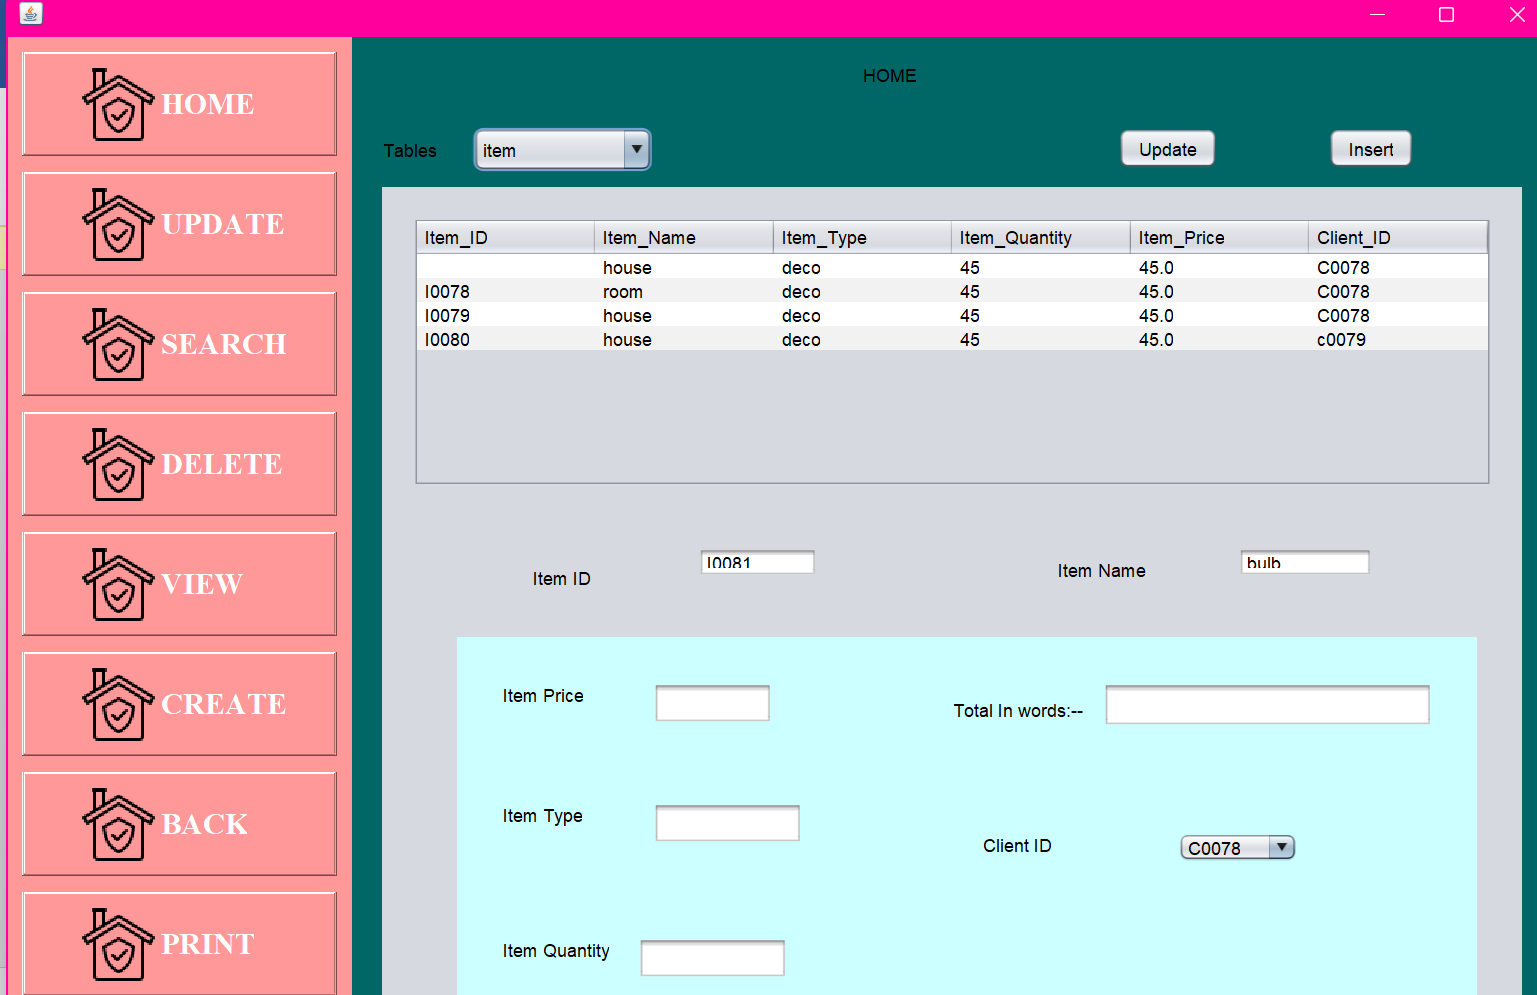 HOME
UPDATE
SEARCH
DELETE
VIEW
CREATE
BACK
PRINT
HOME
Tables item Update Insert
Item_ID Item_Name Item_Type Item_Quantity Item_Price Client_ID
house deco 45 45.0 C0078
I0078 room deco 45 45.0 C0078
I0079 house deco 45 45.0 C0078
I0080 house deco 45 45.0 c0079
Item ID I0081 Item Name bulb
Item Price Total In words:--
Item Type
Client ID C0078
Item Quantity